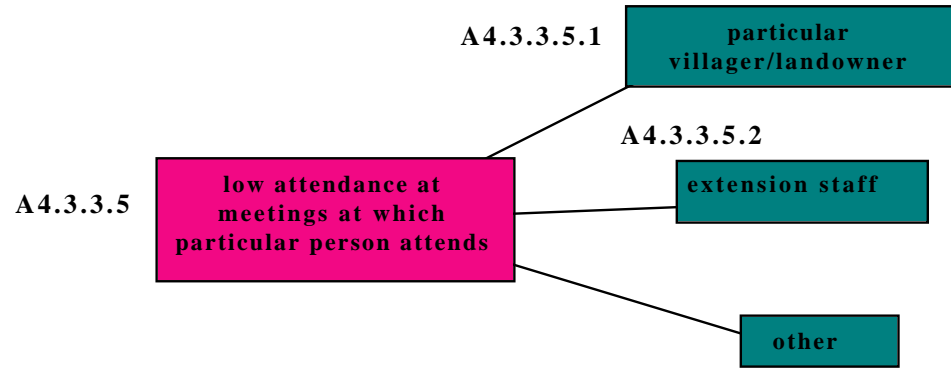 A4.3.3.5.1
particular
villager/landowner
A4.3.3.5.2
extension staff
A4.3.3.5
low attendance at
meetings at which
particular person attends
other